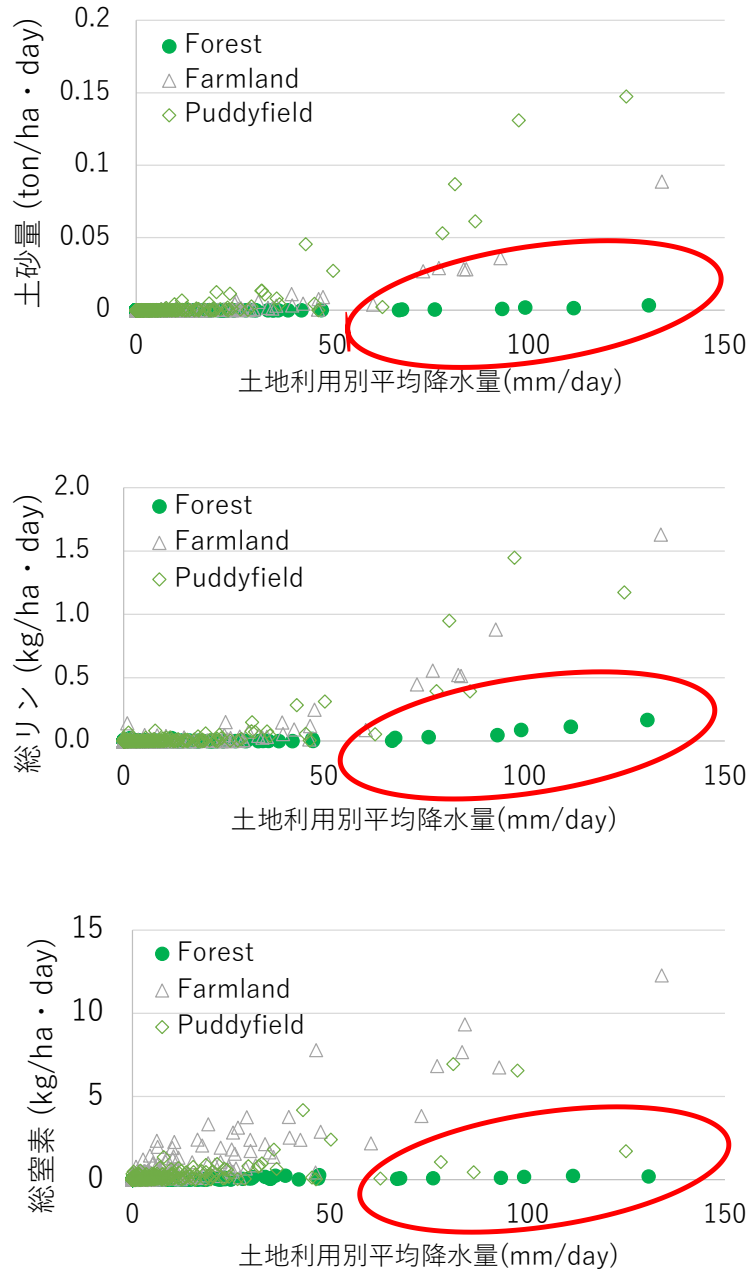 0.2
0.15
0.1
0.05
0
Forest
Farmland
Puddyfield
土砂量 (ton/ha・day)
0
50
100
150
土地利用別平均降水量(mm/day)
2.0
1.5
1.0
0.5
0.0
Forest
Farmland
Puddyfield
総リン (kg/ha・day)
0
50
100
150
土地利用別平均降水量(mm/day)
15
10
5
0
Forest
Farmland
Puddyfield
総窒素 (kg/ha・day)
0
50
100
150
土地利用別平均降水量(mm/day)